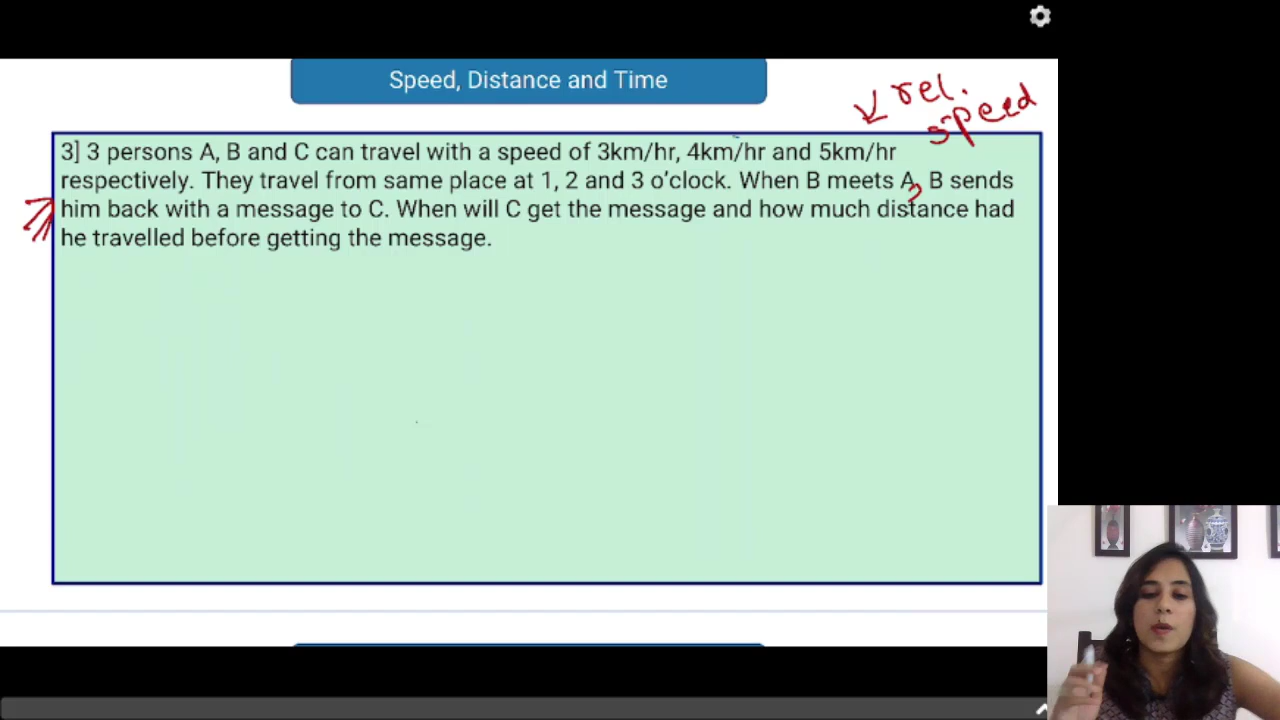 Speed, Distance and Time
rel.
speed
3] 3 persons A, B and C can travel with a speed of 3km/hr, 4km/hr and 5km/hr
respectively. They travel from same place at 1, 2 and 3 o'clock. When B meets A, B sends
him back with a message to C. When will C get the message and how much distance had
he travelled before getting the message.